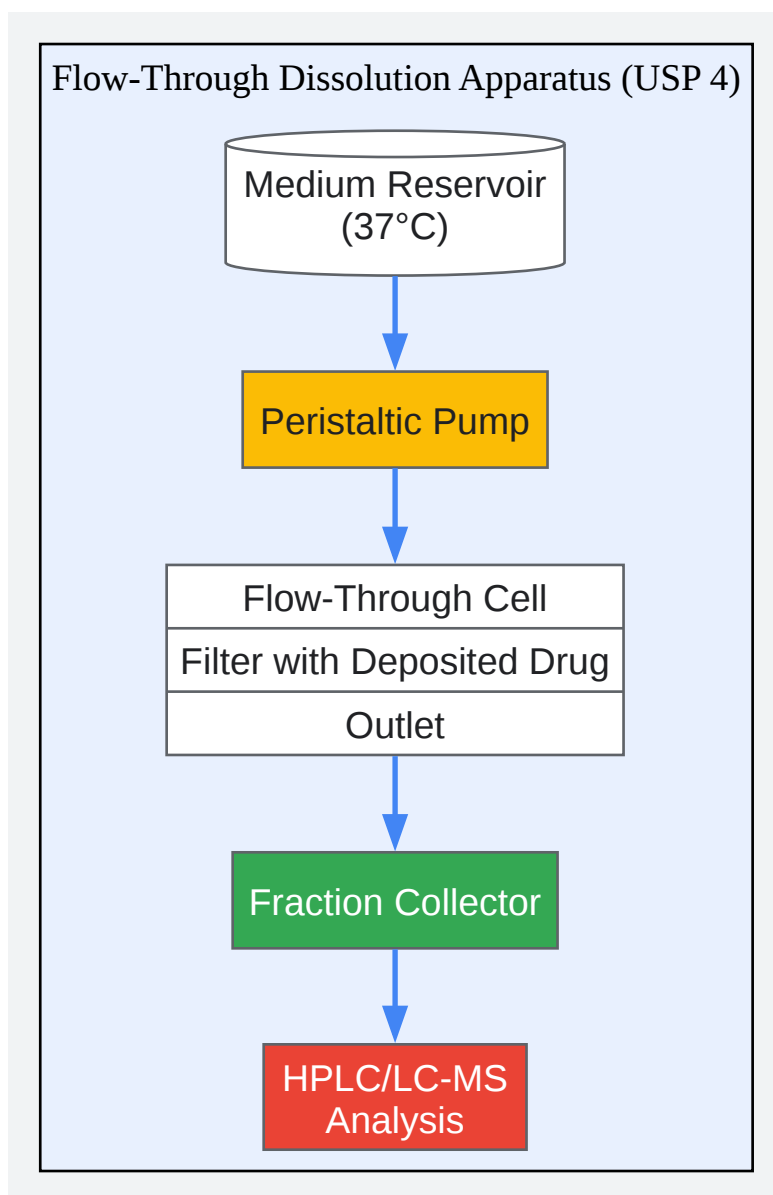 Flow-Through Dissolution Apparatus (USP 4)
Medium Reservoir
(37°C)
Peristaltic Pump
Flow-Through Cell
Filter with Deposited Drug
Outlet
Fraction Collector
HPLC/LC-MS
Analysis